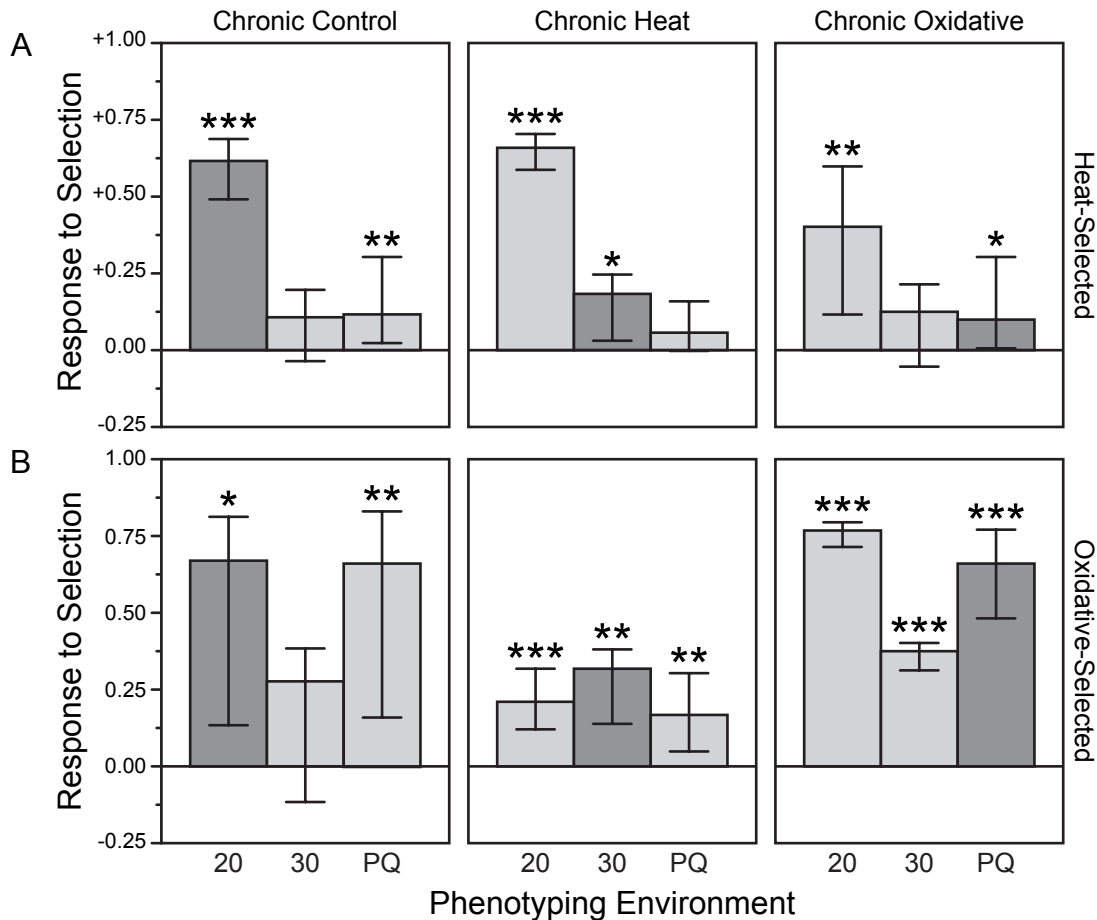 Chronic Control Chronic Heat Chronic Oxidative
A
+1.00
+0.75
+0.50
+0.25
0.00
-0.25
Response to Selection
*** **
*** *
** *
Heat-Selected
B
1.00
0.75
0.50
0.25
0.00
-0.25
Response to Selection
* **
*** ** **
*** *** ***
Oxidative-Selected
20 30 PQ 20 30 PQ 20 30 PQ
Phenotyping Environment